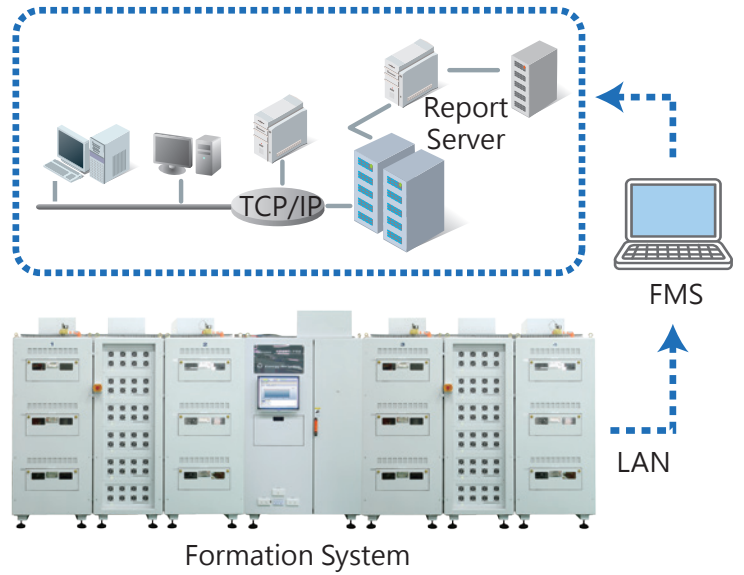 Report
Server
TCP/IP
FMS
LAN
Formation System